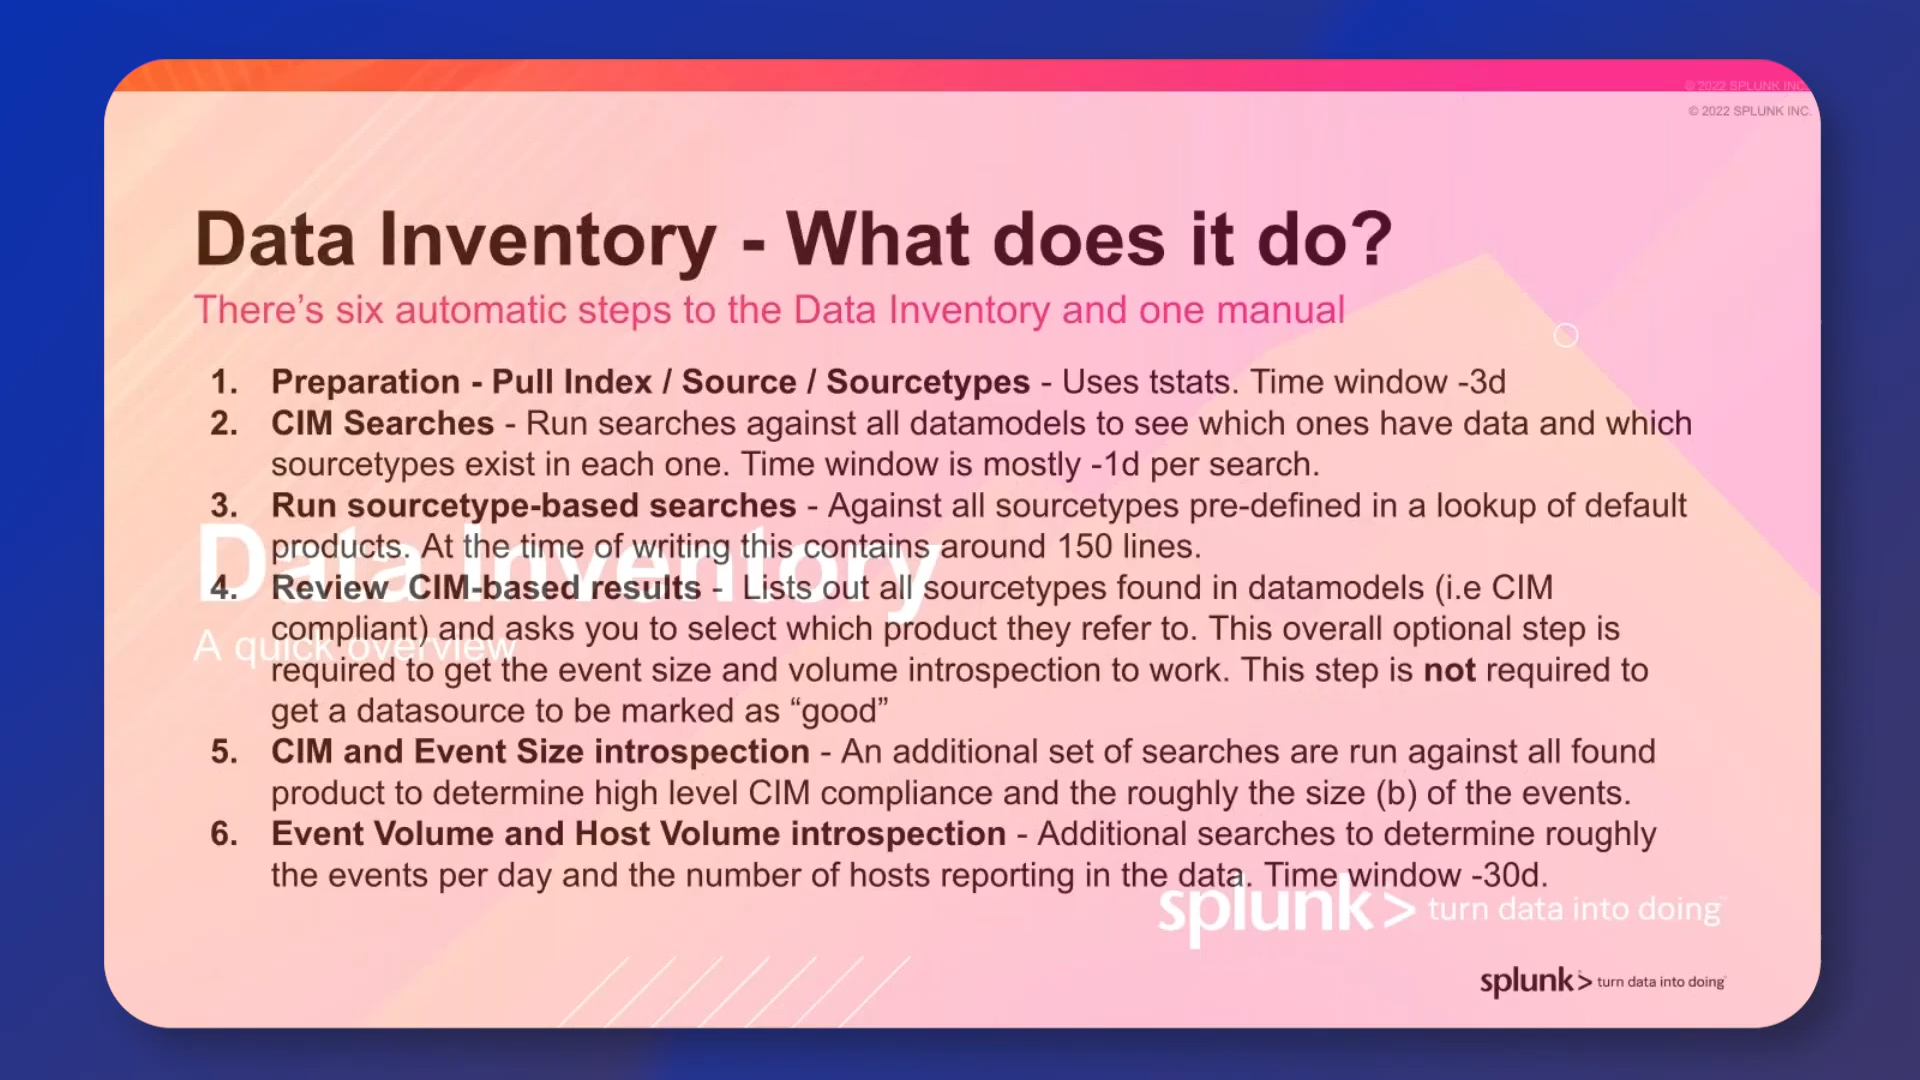 © 2022 SPLUNK INC.
© 2022 SPLUNK INC.
Data Inventory - What does it do?
There’s six automatic steps to the Data Inventory and one manual
1. Preparation - Pull Index / Source / Sourcetypes - Uses tstats. Time window -3d
2. CIM Searches - Run searches against all datamodels to see which ones have data and which
sourcetypes exist in each one. Time window is mostly -1d per search.
3. Run sourcetype-based searches - Against all sourcetypes pre-defined in a lookup of default
products. At the time of writing this contains around 150 lines.
4. Review  CIM-based results -  Lists out all sourcetypes found in datamodels (i.e CIM
compliant) and asks you to select which product they refer to. This overall optional step is
required to get the event size and volume introspection to work. This step is not required to
get a datasource to be marked as “good”
5. CIM and Event Size introspection - An additional set of searches are run against all found
product to determine high level CIM compliance and the roughly the size (b) of the events.
6. Event Volume and Host Volume introspection - Additional searches to determine roughly
the events per day and the number of hosts reporting in the data. Time window -30d.
Data Inventory
A quick overview
splunk> turn data into doing
splunk> turn data into doing